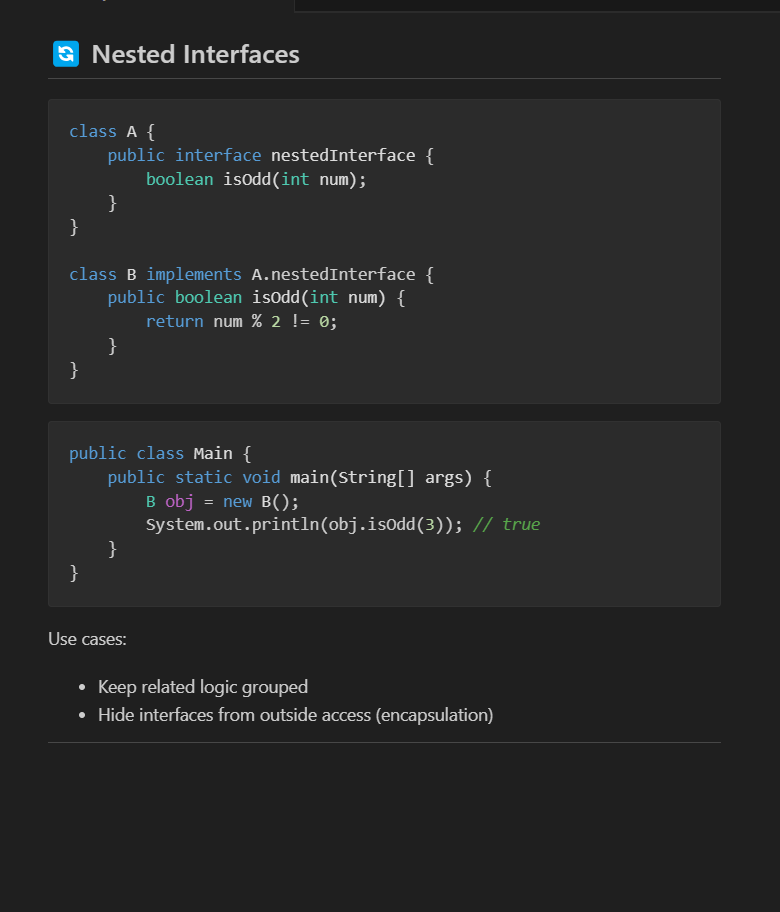 Nested Interfaces
class A {
    public interface nestedInterface {
        boolean isOdd(int num);
    }
}
class B implements A.nestedInterface {
    public boolean isOdd(int num) {
        return num % 2 != 0;
    }
}
public class Main {
    public static void main(String[] args) {
        B obj = new B();
        System.out.println(obj.isOdd(3)); // true
    }
}
Use cases:
• Keep related logic grouped
• Hide interfaces from outside access (encapsulation)